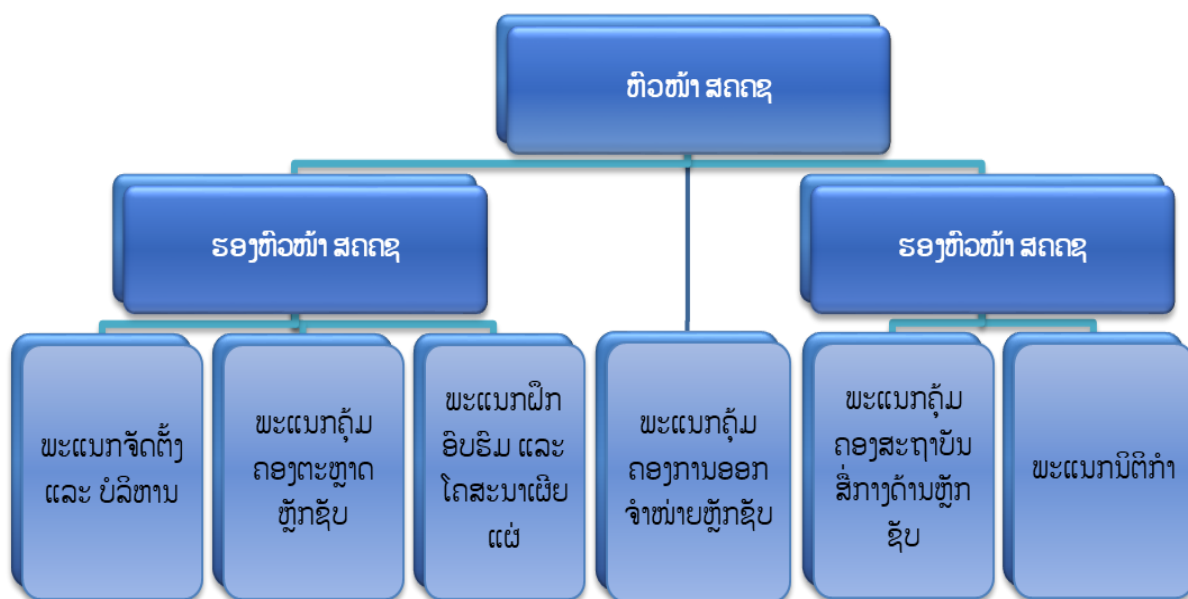 ຫົວໜ້າ ສຄຄຊ
ຮອງຫົວໜ້າ ສຄຄຊ
ຮອງຫົວໜ້າ ສຄຄຊ
ພະແນກຈັດຕັ້ງ
ແລະ ບໍລິຫານ
ພະແນກຄຸ້ມ
ຄອງຕະຫຼາດ
ຫຼັກຊັບ
ພະແນກຝຶກ
ອົບຮົມ ແລະ
ໂຄສະນາເຜີຍ
ແຜ່
ພະແນກຄຸ້ມ
ຄອງການອອກ
ຈຳໜ່າຍຫຼັກຊັບ
ພະແນກຄຸ້ມ
ຄອງສະຖາບັນ
ສື່ກາງດ້ານຫຼັກ
ຊັບ
ພະແນກນິຕິກຳ